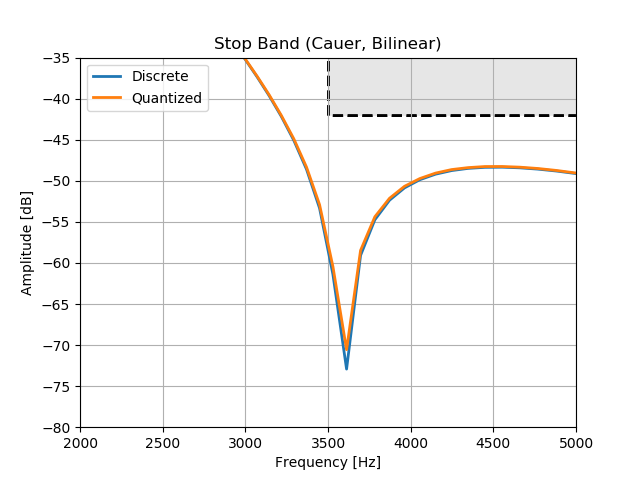 Stop Band (Cauer, Bilinear)
Discrete
Quantized
−35
−40
−45
−50
−55
−60
−65
−70
−75
−80
Amplitude [dB]
2000 2500 3000 3500 4000 4500 5000
Frequency [Hz]